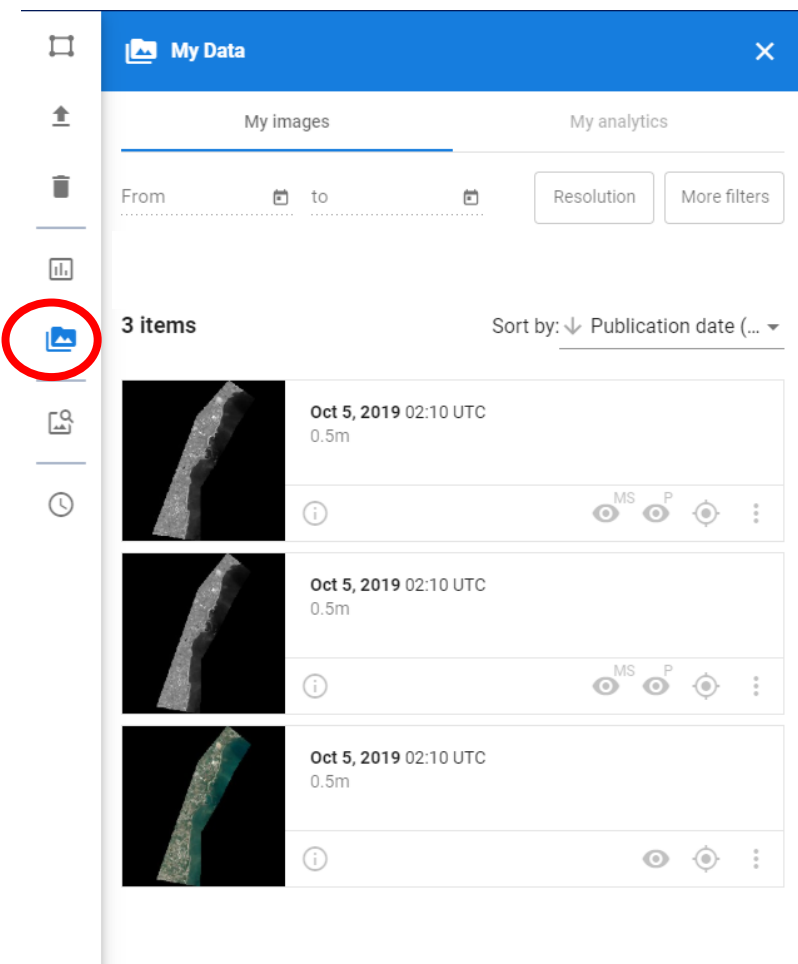 My Data
My images My analytics
From to Resolution More filters
3 items Sort by: Publication date (...
Oct 5, 2019 02:10 UTC
0.5m
MS P
Oct 5, 2019 02:10 UTC
0.5m
MS P
Oct 5, 2019 02:10 UTC
0.5m